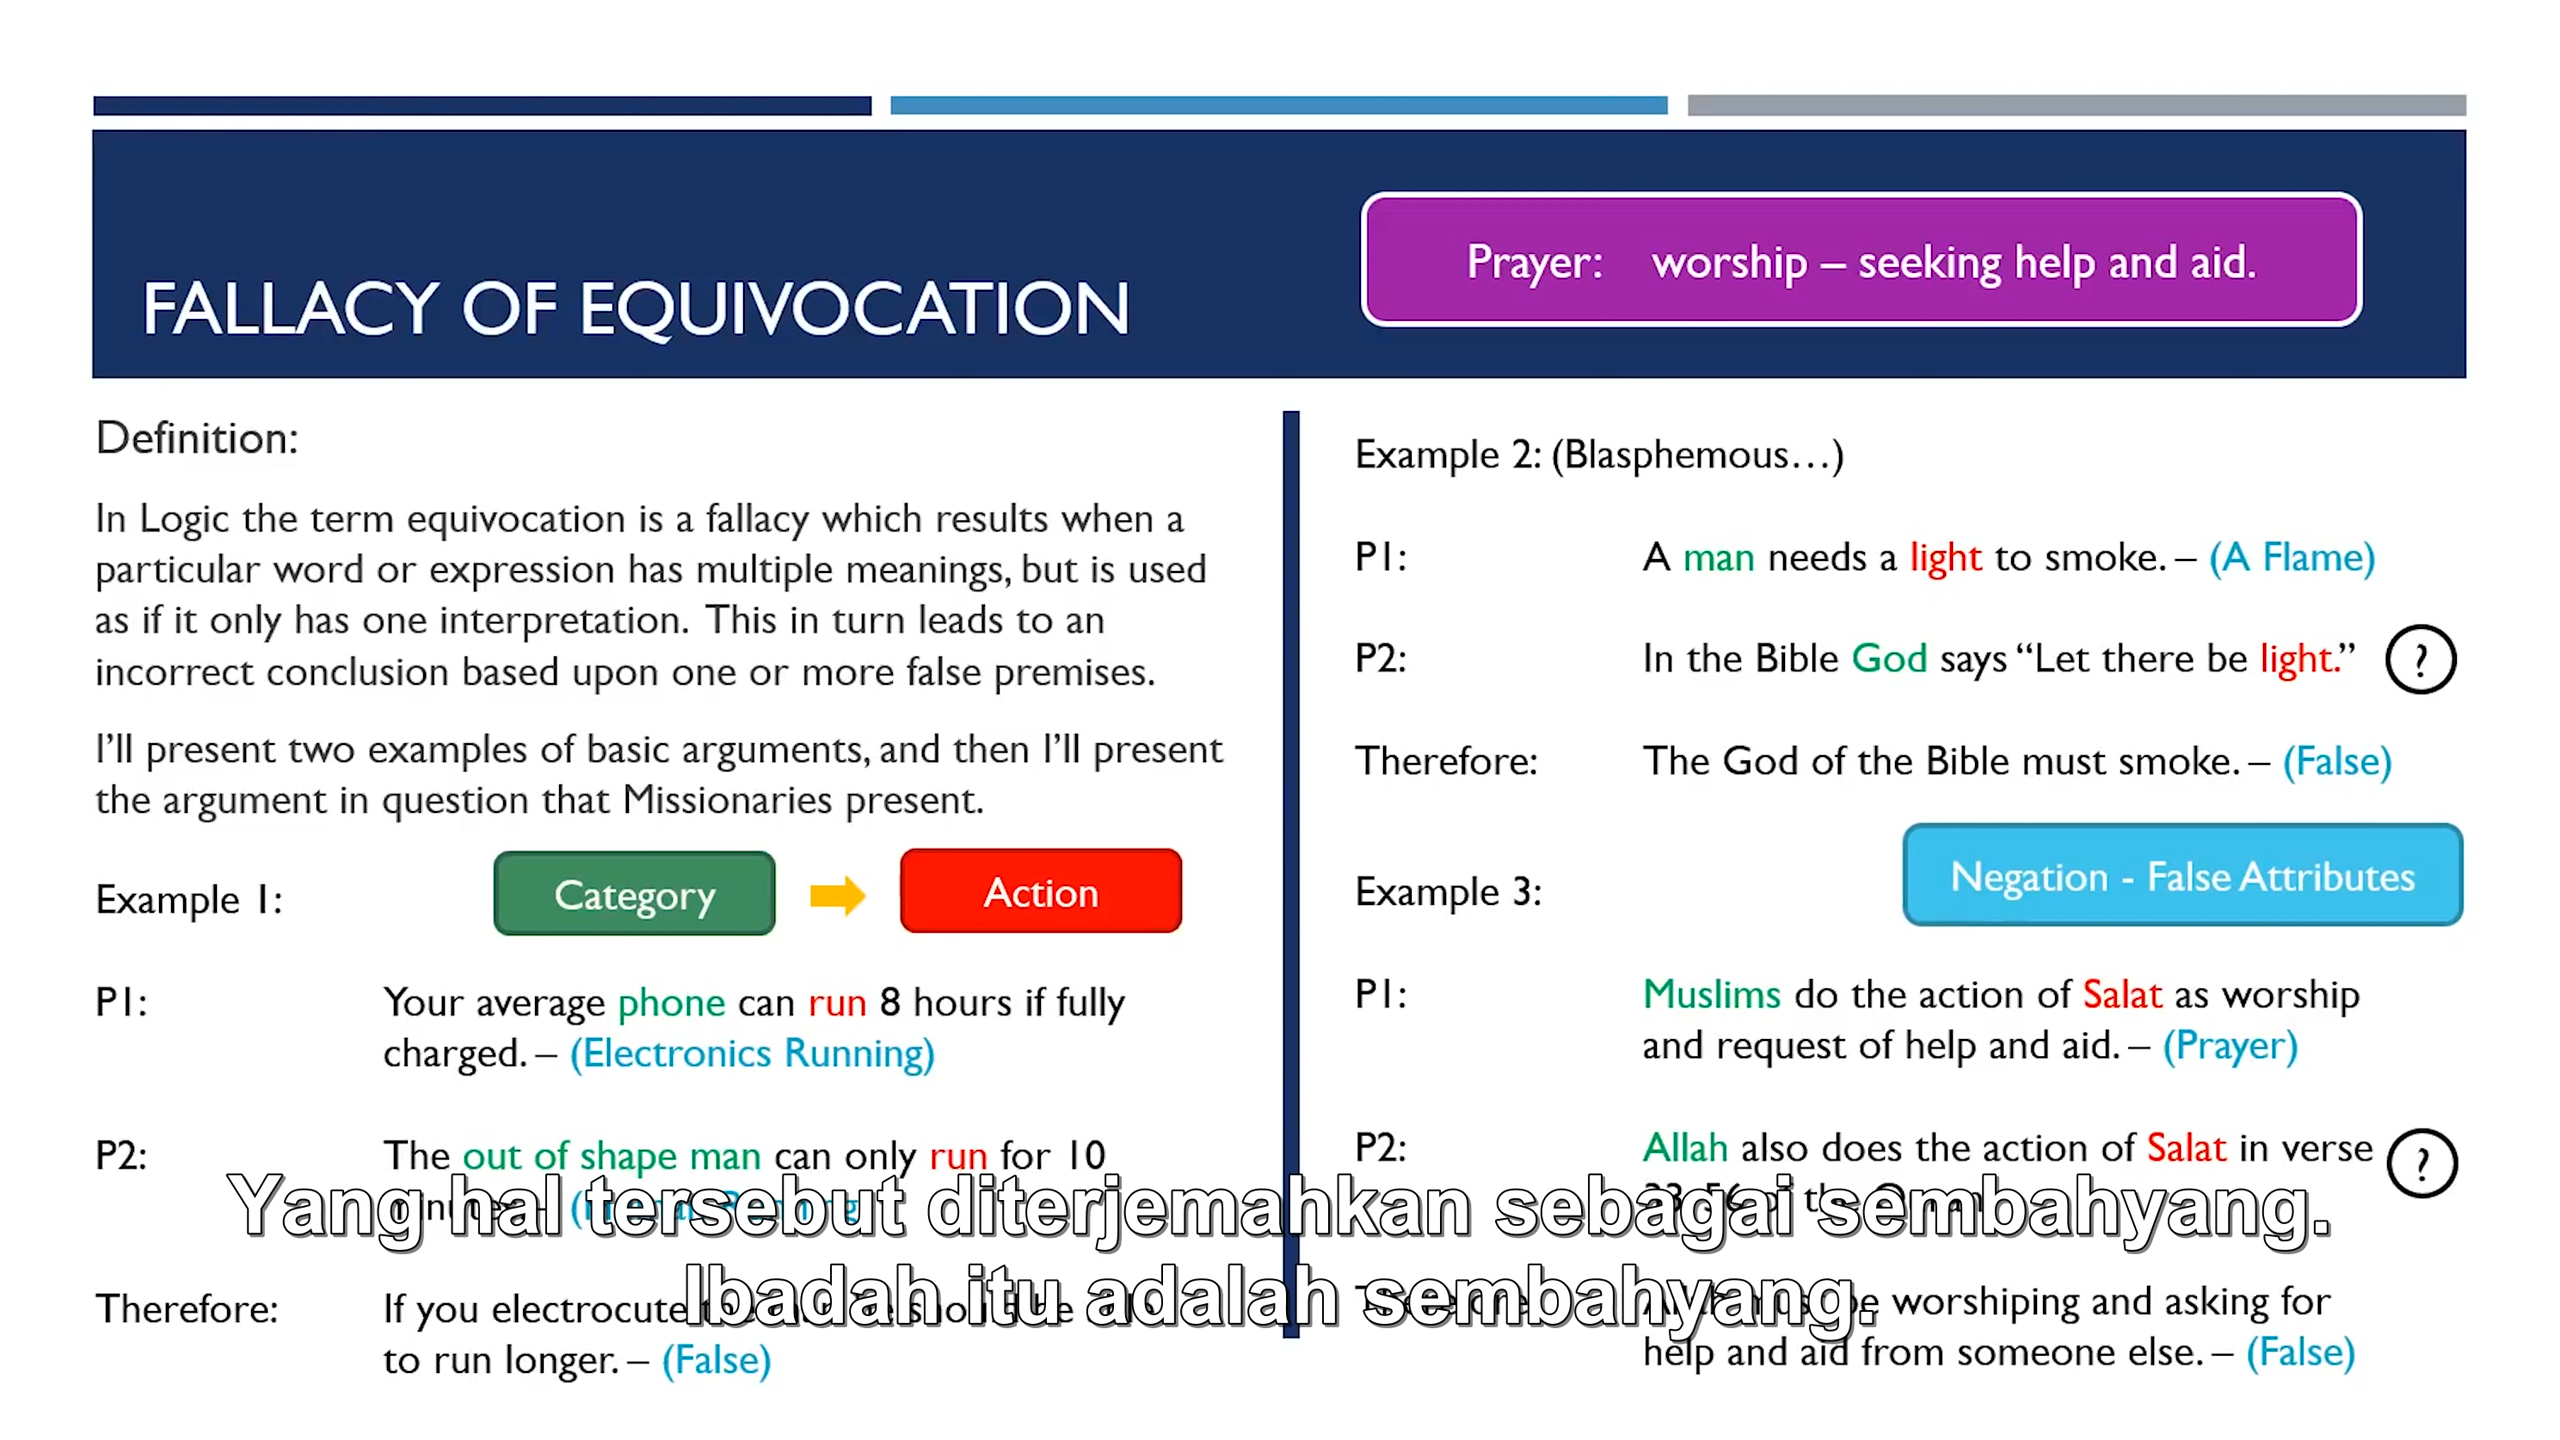 FALLACY OF EQUIVOCATION
Prayer: worship – seeking help and aid.
Definition:
In Logic the term equivocation is a fallacy which results when a
particular word or expression has multiple meanings, but is used
as if it only has one interpretation. This in turn leads to an
incorrect conclusion based upon one or more false premises.
I'll present two examples of basic arguments, and then I'll present
the argument in question that Missionaries present.
Example 1:
Category
Action
P1: Your average phone can run 8 hours if fully
charged. – (Electronics Running)
P2: The out of shape man can only run for 10
Therefore: If you electrocute
to run longer. – (False)
Example 2: (Blasphemous…)
P1: A man needs a light to smoke. – (A Flame)
P2: In the Bible God says “Let there be light.” ?
Therefore: The God of the Bible must smoke. – (False)
Example 3:
Negation - False Attributes
P1: Muslims do the action of Salat as worship
and request of help and aid. – (Prayer)
P2: Allah also does the action of Salat in verse ?
worshiping and asking for
help and aid from someone else. – (False)
Yang hal tersebut diterjemahkan sebagai sembahyang.
Ibadah itu adalah sembahyang.